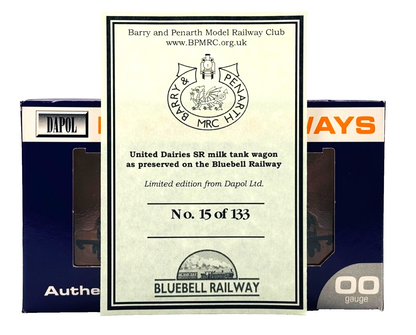 Barry and Penarth Model Railway Club
www.BPMRC.org.uk
BARRY & PENARTH
MRC
United Dairies SR milk tank wagon
as preserved on the Bluebell Railway
Limited edition from Dapol Ltd.
No. 15 of 133
BLUEBELL RAILWAY
DAPOL
WAYS
Authe
OO
gauge